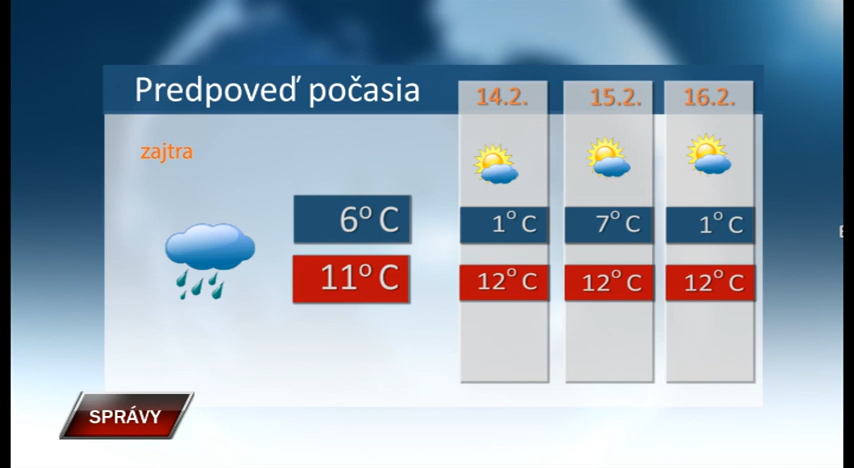 Predpoveď počasia
zajtra
6° C
11° C
14.2.
1° C
12° C
15.2.
7° C
12° C
16.2.
1° C
12° C
SPRÁVY